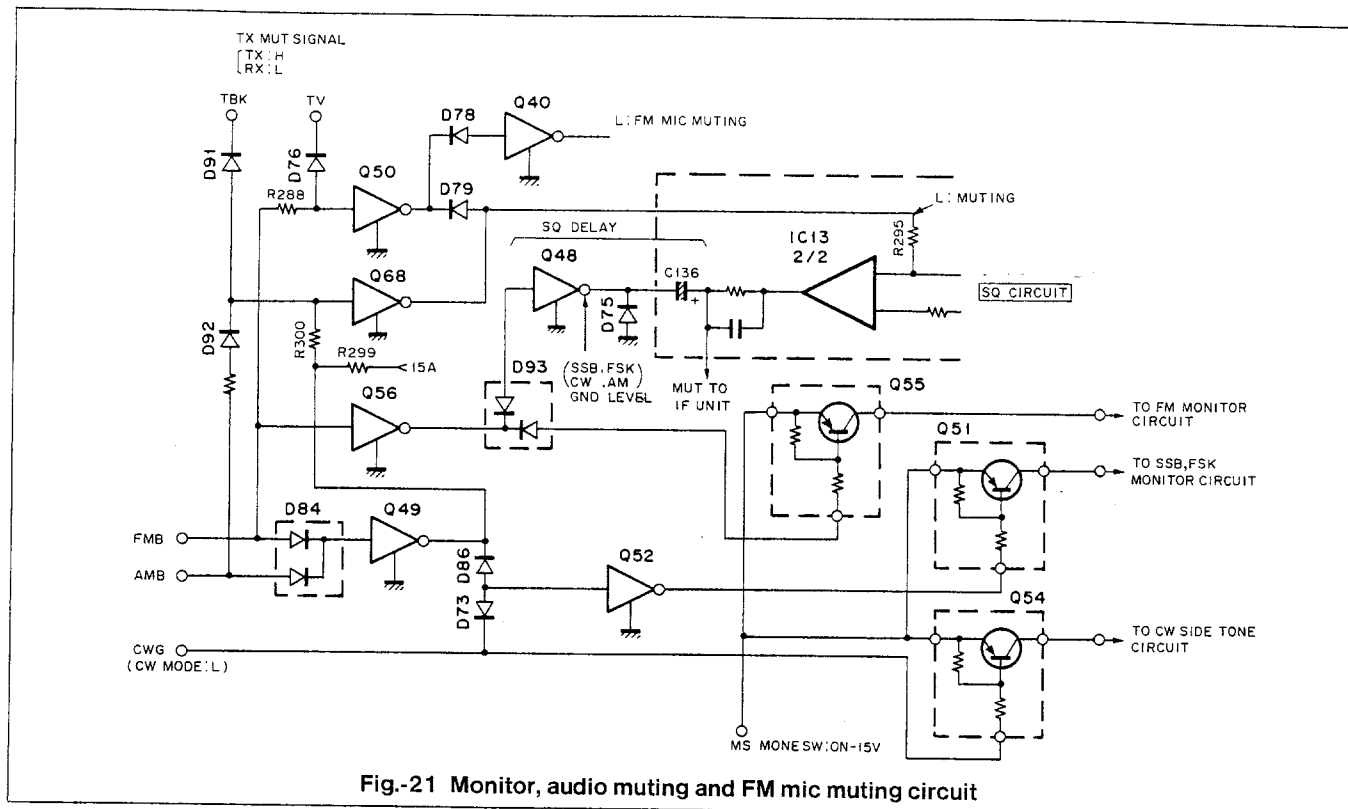 TX MUT SIGNAL
TX:H
RX:L
TBK
TV
D78
Q40
L:FM MIC MUTING
D91
D76
Q50
R288
D79
L:MUTING
SQ DELAY
IC13
2/2
R295
Q68
Q48
C136
+
SQ CIRCUIT
D75
D92
R300
R299
15A
D93
(SSB,FSK
CW,AM)
GND LEVEL
MUT TO
IF UNIT
Q55
Q56
TO FM MONITOR
CIRCUIT
Q51
TO SSB,FSK
MONITOR CIRCUIT
D84
Q49
FMB
AMB
D86
Q52
D73
Q54
CWG
(CW MODE:L)
TO CW SIDE TONE
CIRCUIT
MS MONESW:ON-15V
Fig.-21 Monitor, audio muting and FM mic muting circuit